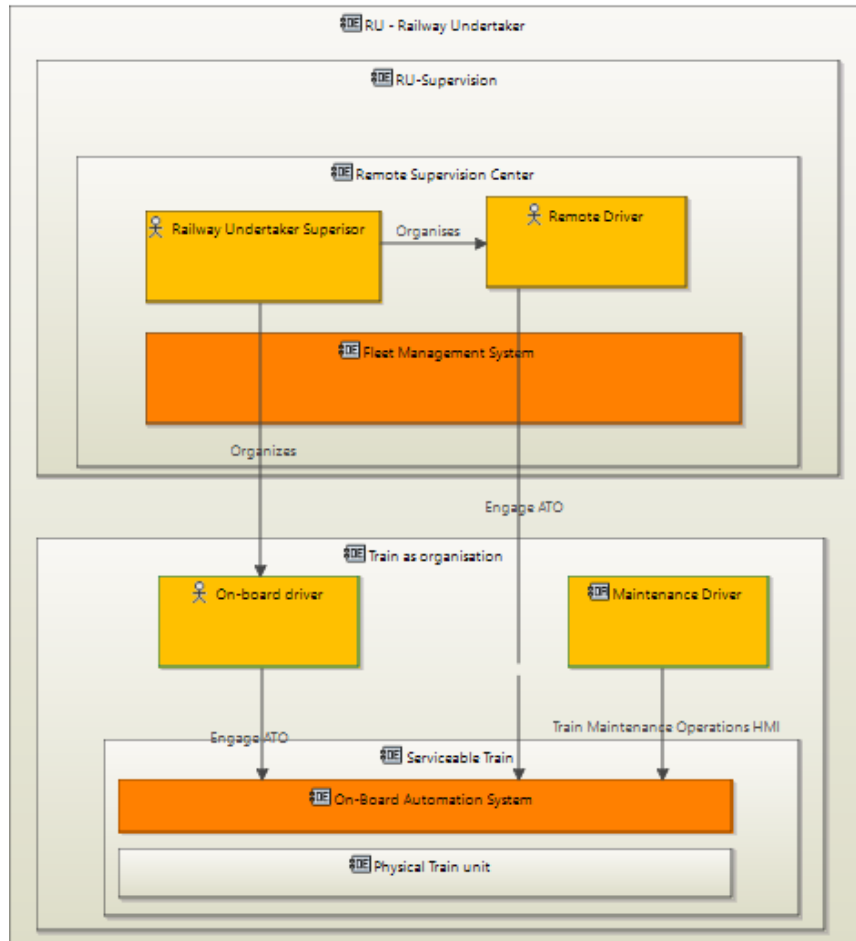 RU - Railway Undertaker
RU-Supervision
Remote Supervision Center
Railway Undertaker Superisor
Organises
Remote Driver
Fleet Management System
Organizes
Engage ATO
Train as organisation
On-board driver
Maintenance Driver
Engage ATO
Train Maintenance Operations HMI
Serviceable Train
On-Board Automation System
Physical Train unit